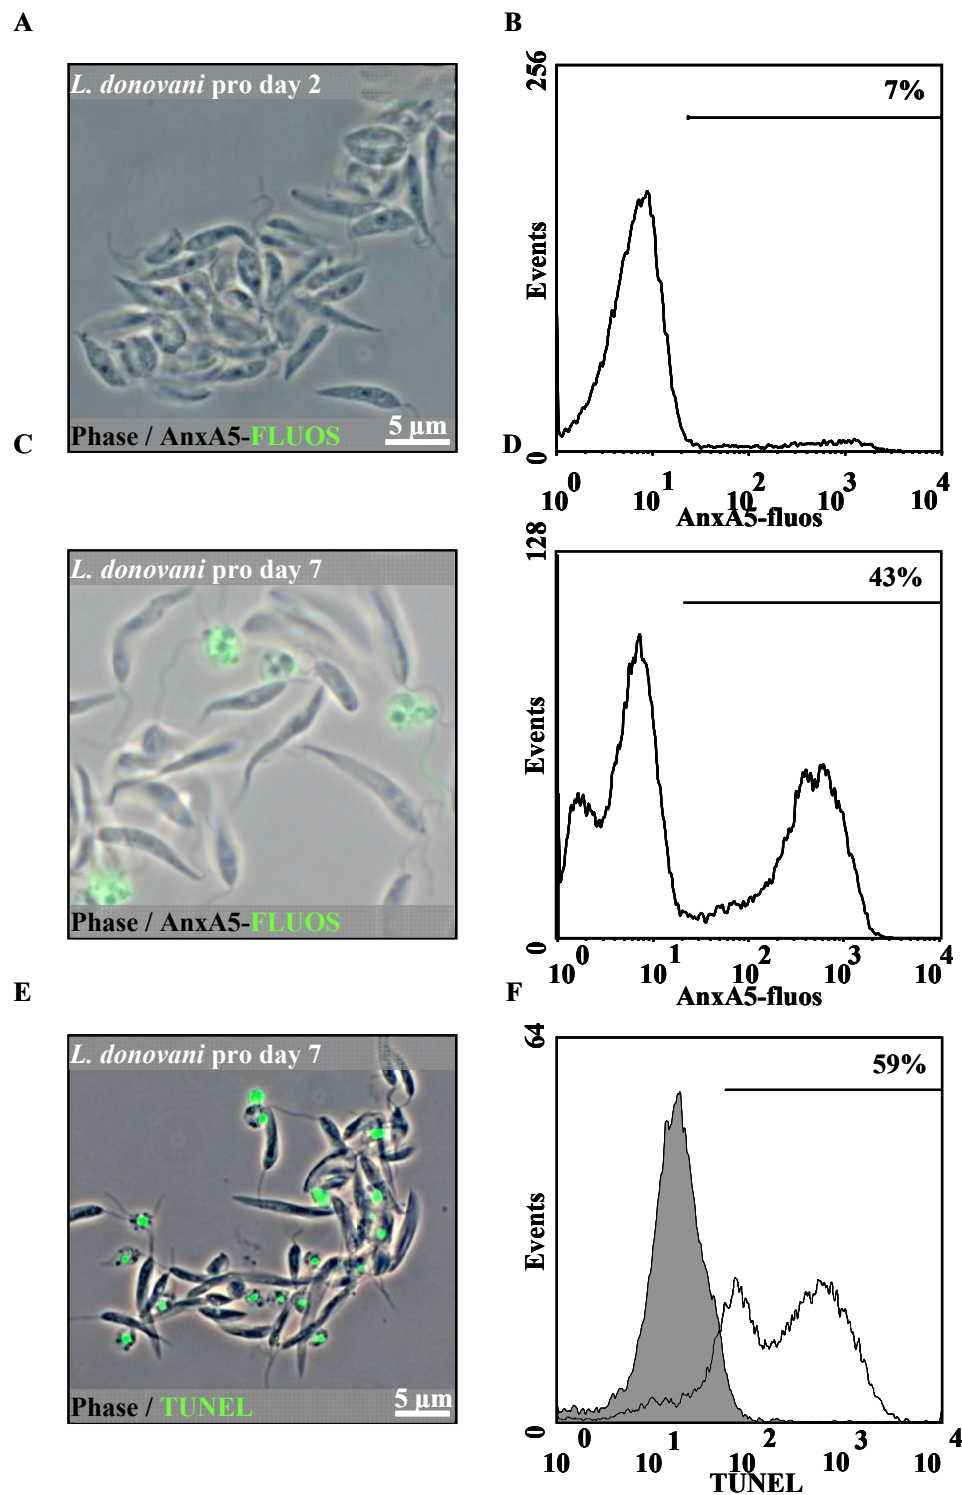 A
B
L. donovani pro day 2
256
7%
Events
Phase / AnxA5-FLUOS
5 µm
0
10^0 10^1 10^2 10^3 10^4
AnxA5-fluos
C
D
L. donovani pro day 7
128
43%
Events
Phase / AnxA5-FLUOS
0
10^0 10^1 10^2 10^3 10^4
AnxA5-fluos
E
F
L. donovani pro day 7
64
59%
Events
Phase / TUNEL
5 µm
0
10^0 10^1 10^2 10^3 10^4
TUNEL